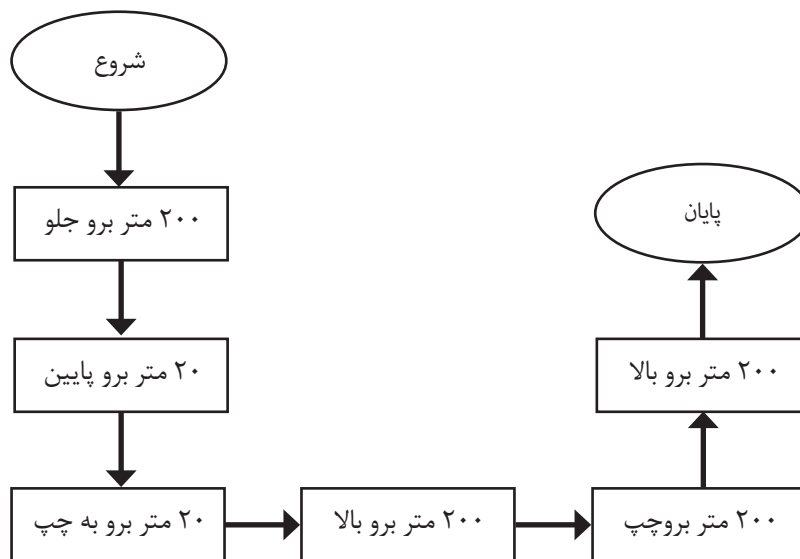 شروع
۲۰۰ متر برو جلو
۲۰ متر برو پایین
۲۰ متر برو به چپ
۲۰۰ متر برو بالا
۲۰۰ متر بروچپ
۲۰۰ متر برو بالا
پایان